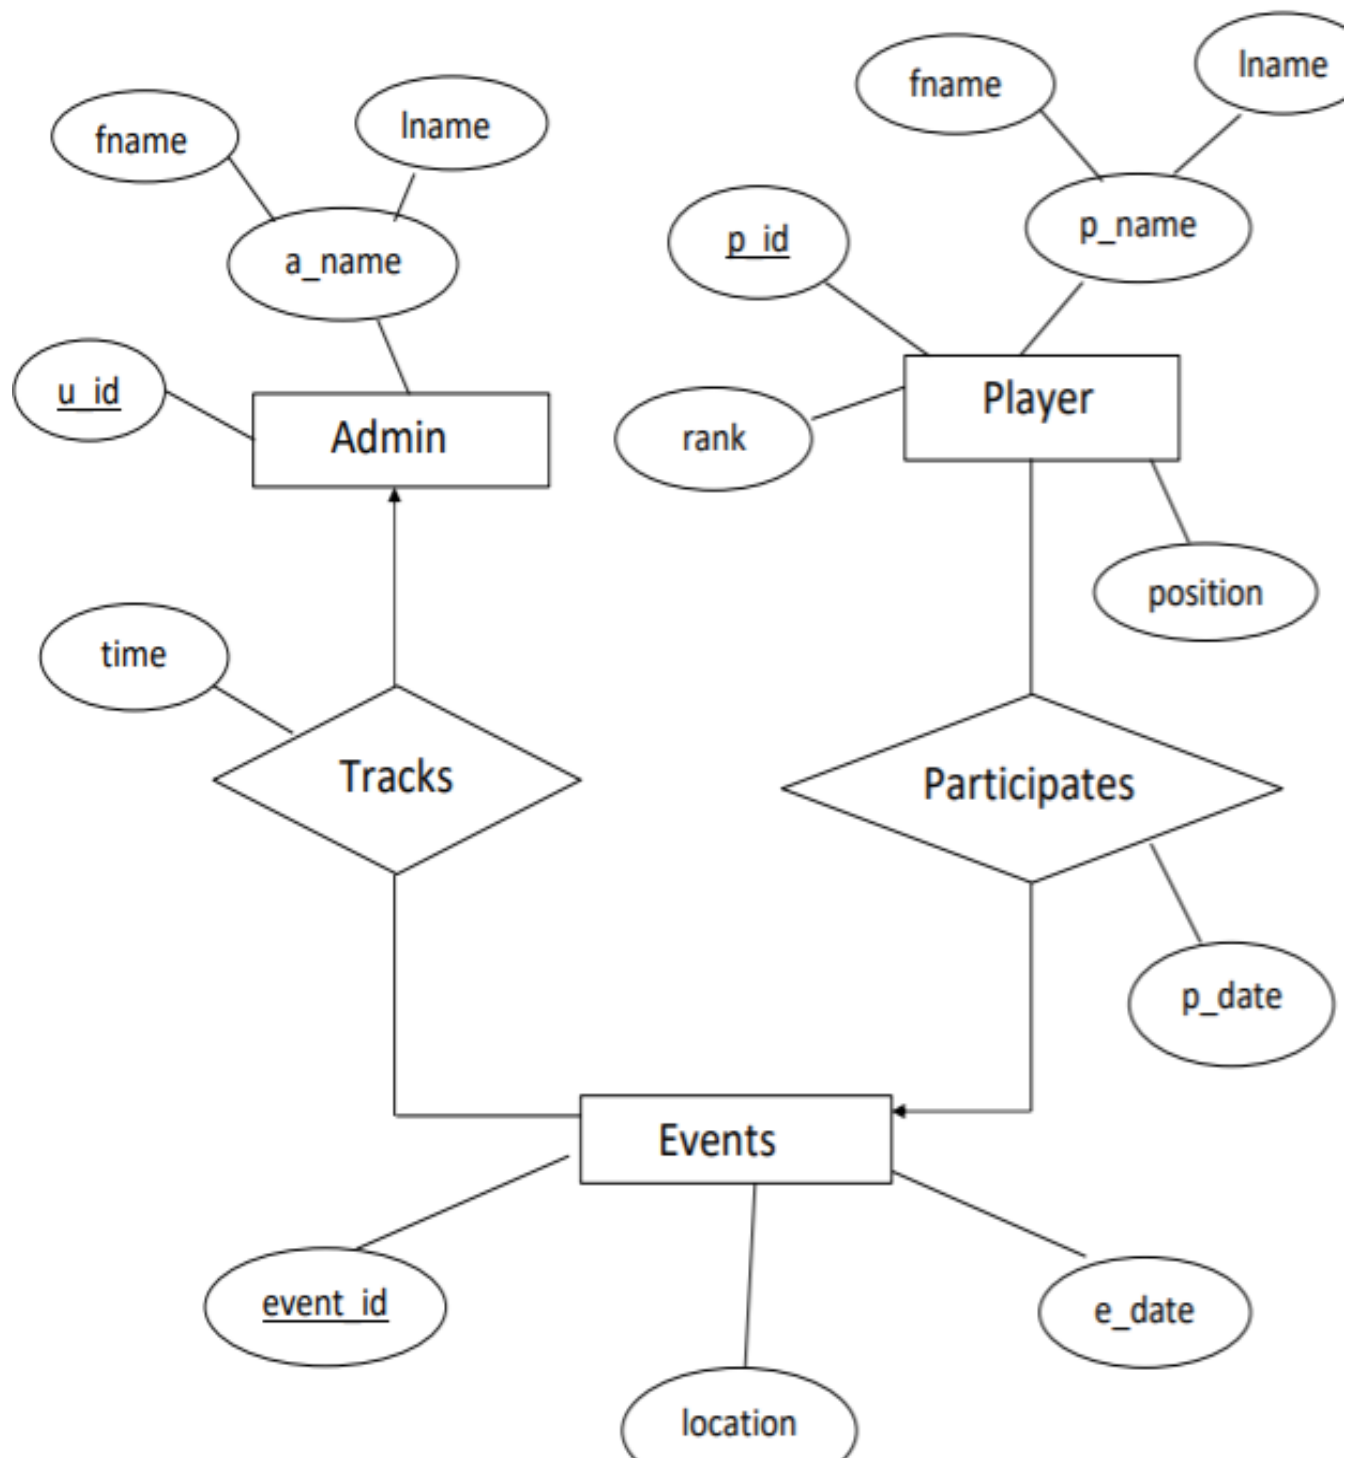 fname
lname
a_name
u_id
Admin
fname
lname
p_name
p_id
Player
rank
position
time
Tracks
Participates
p_date
Events
event_id
e_date
location